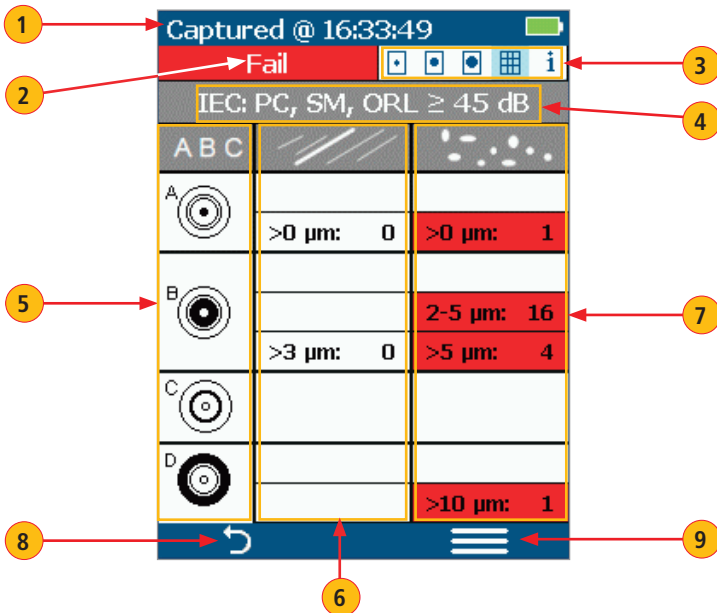 1
Captured @ 16:33:49
2
Fail
i
3
IEC: PC, SM, ORL ≥ 45 dB
4
A B C
A
>0 µm: 0
>0 µm: 1
5
B
2-5 µm: 16
7
>3 µm: 0
>5 µm: 4
C
D
>10 µm: 1
8
6
9